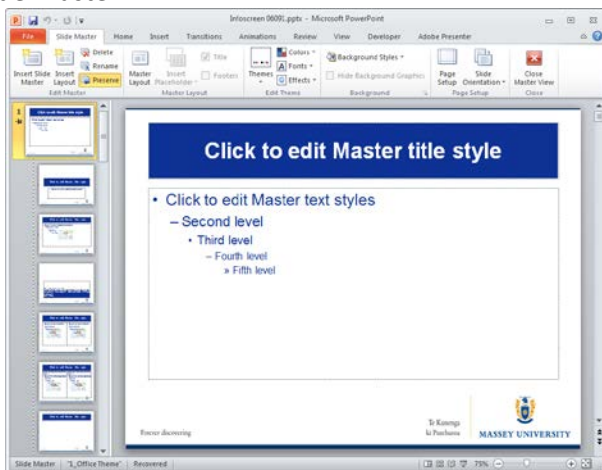 Infoscreen 06091.pptx - Microsoft PowerPoint
File Slide Master Home Insert Transitions Animations Review View Developer Adobe Presenter
Insert Slide Master
Insert Layout
Delete
Rename
Preserve
Edit Master
Master Layout
Insert Placeholder
Title
Footers
Master Layout
Themes
Colors
Fonts
Effects
Edit Theme
Background Styles
Hide Background Graphics
Background
Page Setup
Slide Orientation
Page Setup
Close Master View
Close
1
Click to edit Master title style
• Click to edit Master text styles
– Second level
• Third level
– Fourth level
» Fifth level
Forever discovering
Te Kunenga
ki Pūrehuroa
MASSEY UNIVERSITY
Slide Master "1_Office Theme" Recovered 75%